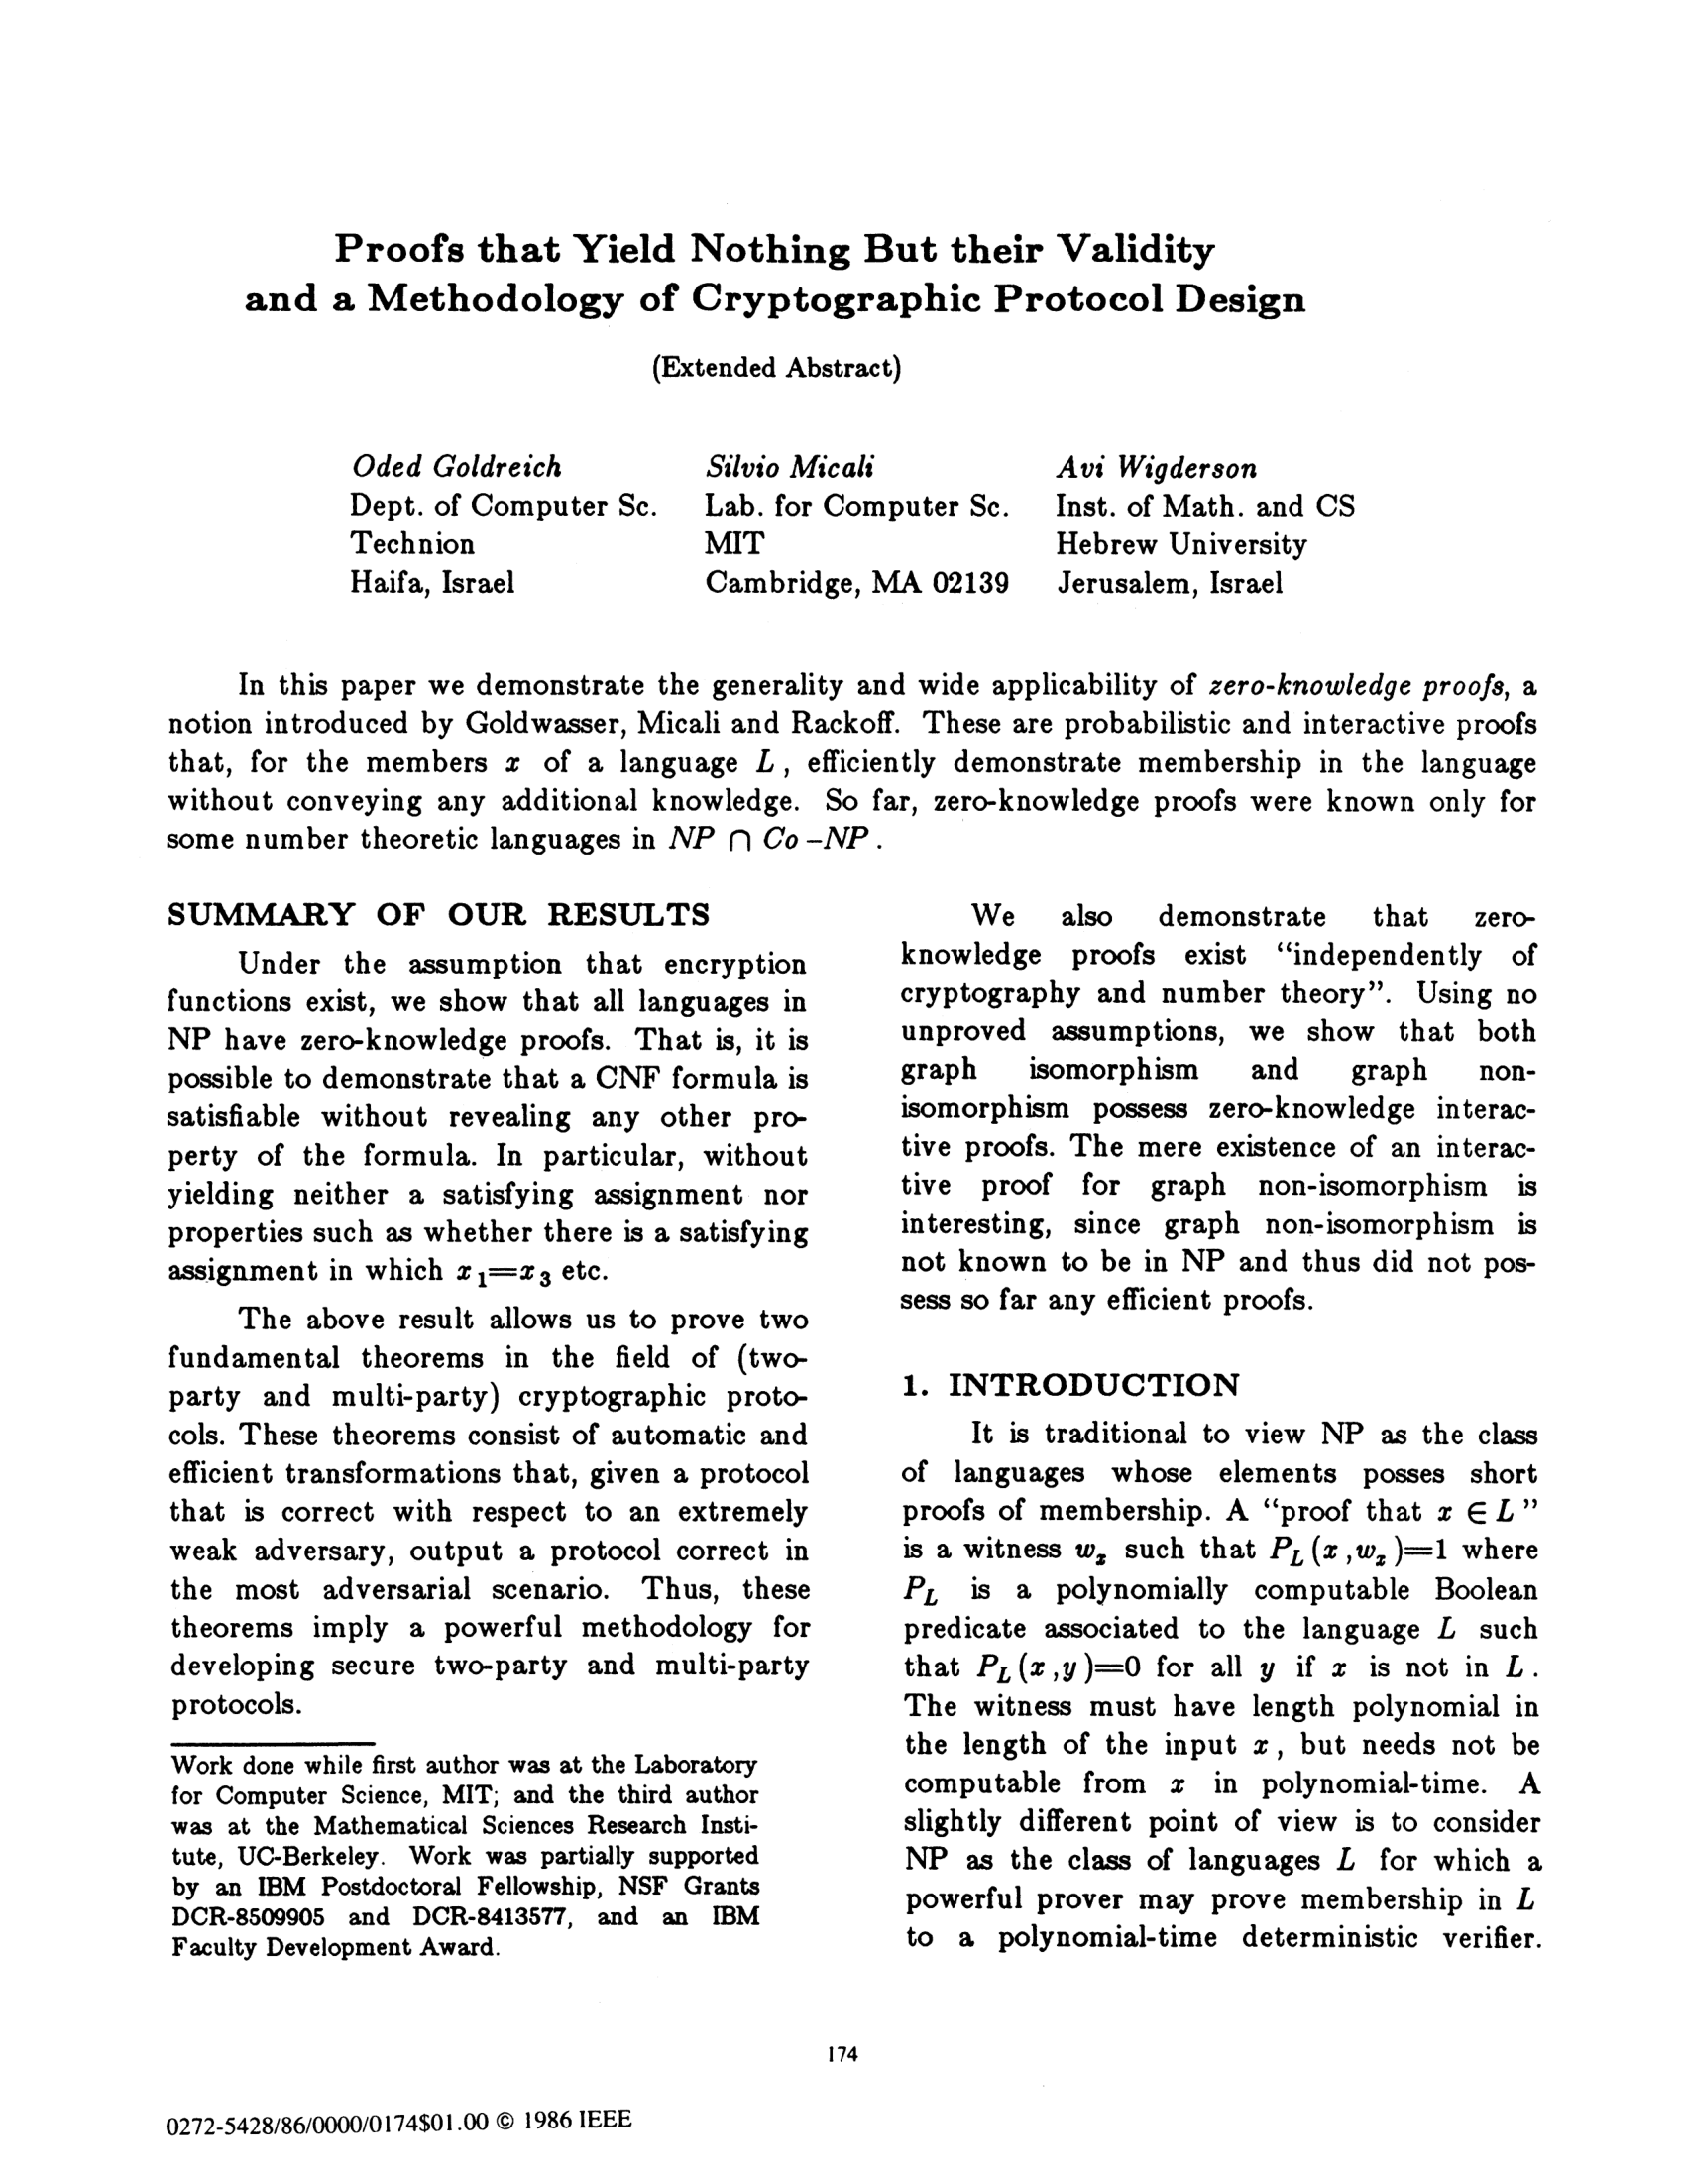 Proofs that Yield Nothing But their Validity
and a Methodology of Cryptographic Protocol Design
(Extended Abstract)
Oded Goldreich
Dept. of Computer Sc.
Technion
Haifa, Israel
Silvio Micali
Lab. for Computer Sc.
MIT
Cambridge, MA 02139
Avi Wigderson
Inst. of Math. and CS
Hebrew University
Jerusalem, Israel
In this paper we demonstrate the generality and wide applicability of zero-knowledge proofs, a
notion introduced by Goldwasser, Micali and Rackoff. These are probabilistic and interactive proofs
that, for the members x of a language L, efficiently demonstrate membership in the language
without conveying any additional knowledge. So far, zero-knowledge proofs were known only for
some number theoretic languages in NP ∩ Co-NP.
SUMMARY OF OUR RESULTS
Under the assumption that encryption
functions exist, we show that all languages in
NP have zero-knowledge proofs. That is, it is
possible to demonstrate that a CNF formula is
satisfiable without revealing any other pro-
perty of the formula. In particular, without
yielding neither a satisfying assignment nor
properties such as whether there is a satisfying
assignment in which x₁=x₃ etc.
The above result allows us to prove two
fundamental theorems in the field of (two-
party and multi-party) cryptographic proto-
cols. These theorems consist of automatic and
efficient transformations that, given a protocol
that is correct with respect to an extremely
weak adversary, output a protocol correct in
the most adversarial scenario. Thus, these
theorems imply a powerful methodology for
developing secure two-party and multi-party
protocols.
Work done while first author was at the Laboratory
for Computer Science, MIT; and the third author
was at the Mathematical Sciences Research Insti-
tute, UC-Berkeley. Work was partially supported
by an IBM Postdoctoral Fellowship, NSF Grants
DCR-8509905 and DCR-8413577, and an IBM
Faculty Development Award.
We also demonstrate that zero-
knowledge proofs exist “independently of
cryptography and number theory”. Using no
unproved assumptions, we show that both
graph isomorphism and graph non-
isomorphism possess zero-knowledge interac-
tive proofs. The mere existence of an interac-
tive proof for graph non-isomorphism is
interesting, since graph non-isomorphism is
not known to be in NP and thus did not pos-
sess so far any efficient proofs.
1. INTRODUCTION
It is traditional to view NP as the class
of languages whose elements posses short
proofs of membership. A “proof that x ∈ L”
is a witness wₓ such that P_L(x,wₓ)=1 where
P_L is a polynomially computable Boolean
predicate associated to the language L such
that P_L(x,y)=0 for all y if x is not in L.
The witness must have length polynomial in
the length of the input x, but needs not be
computable from x in polynomial-time. A
slightly different point of view is to consider
NP as the class of languages L for which a
powerful prover may prove membership in L
to a polynomial-time deterministic verifier.
174
0272-5428/86/0000/0174$01.00 © 1986 IEEE